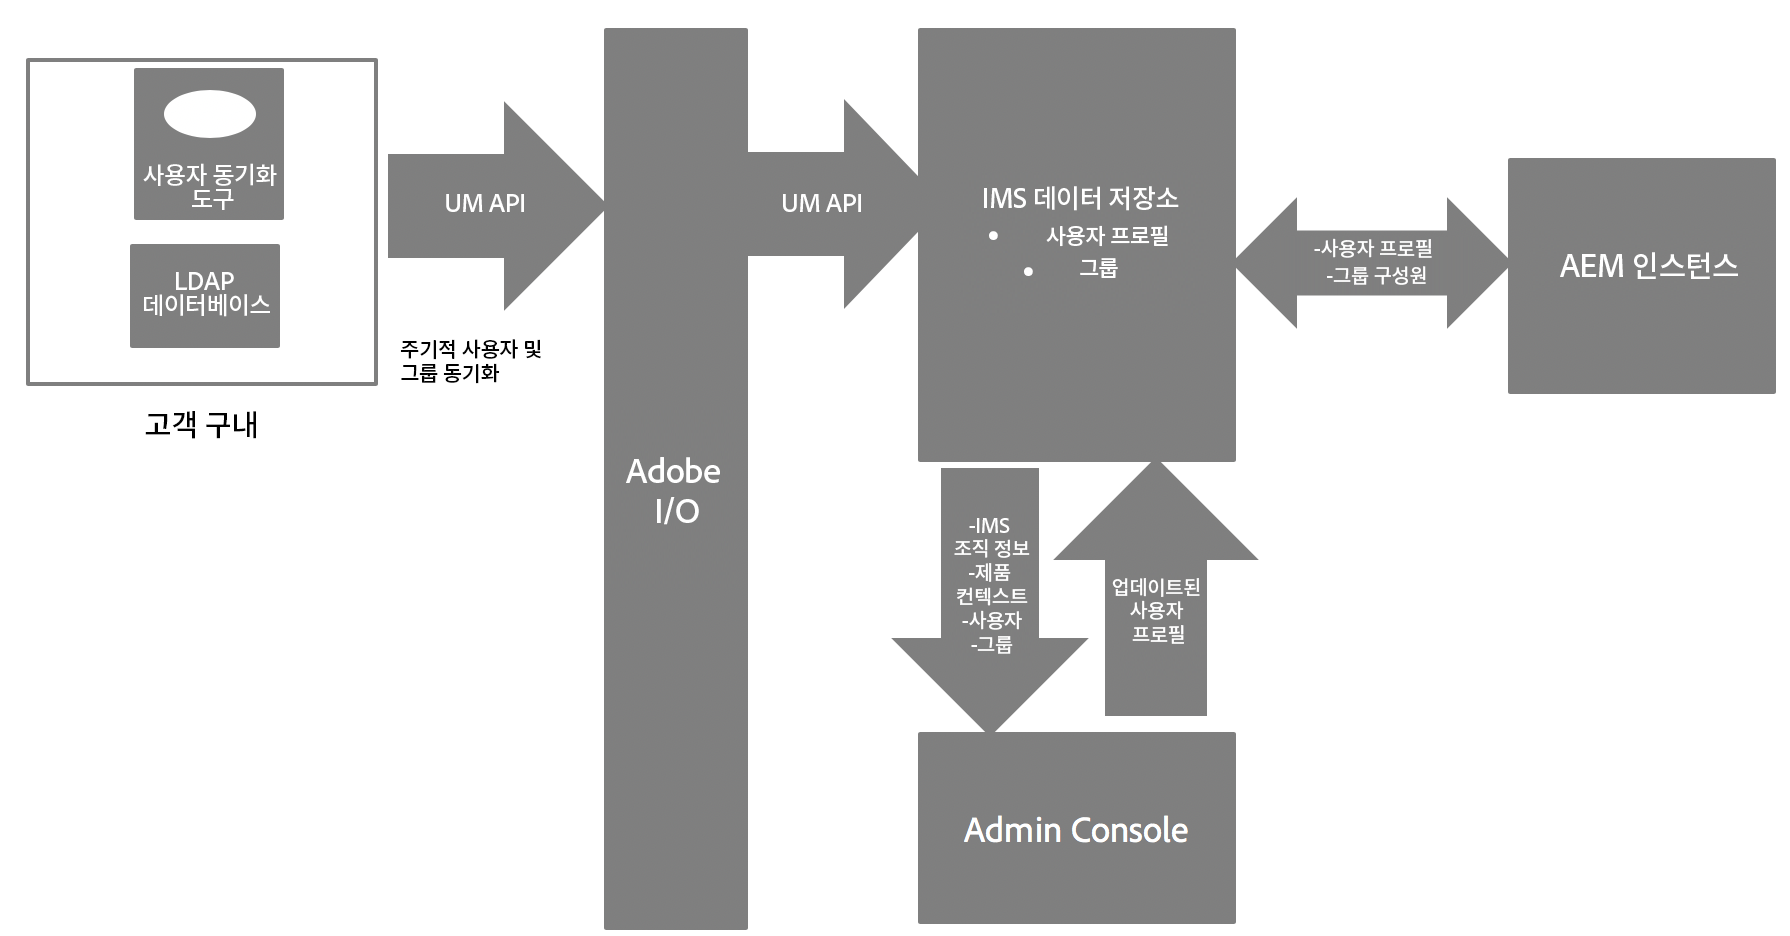 사용자 동기화
도구
LDAP
데이터베이스
고객 구내
UM API
주기적 사용자 및
그룹 동기화
Adobe
I/O
UM API
IMS 데이터 저장소
• 사용자 프로필
• 그룹
-사용자 프로필
-그룹 구성원
AEM 인스턴스
-IMS
조직 정보
-제품
컨텍스트
-사용자
-그룹
업데이트된
사용자
프로필
Admin Console